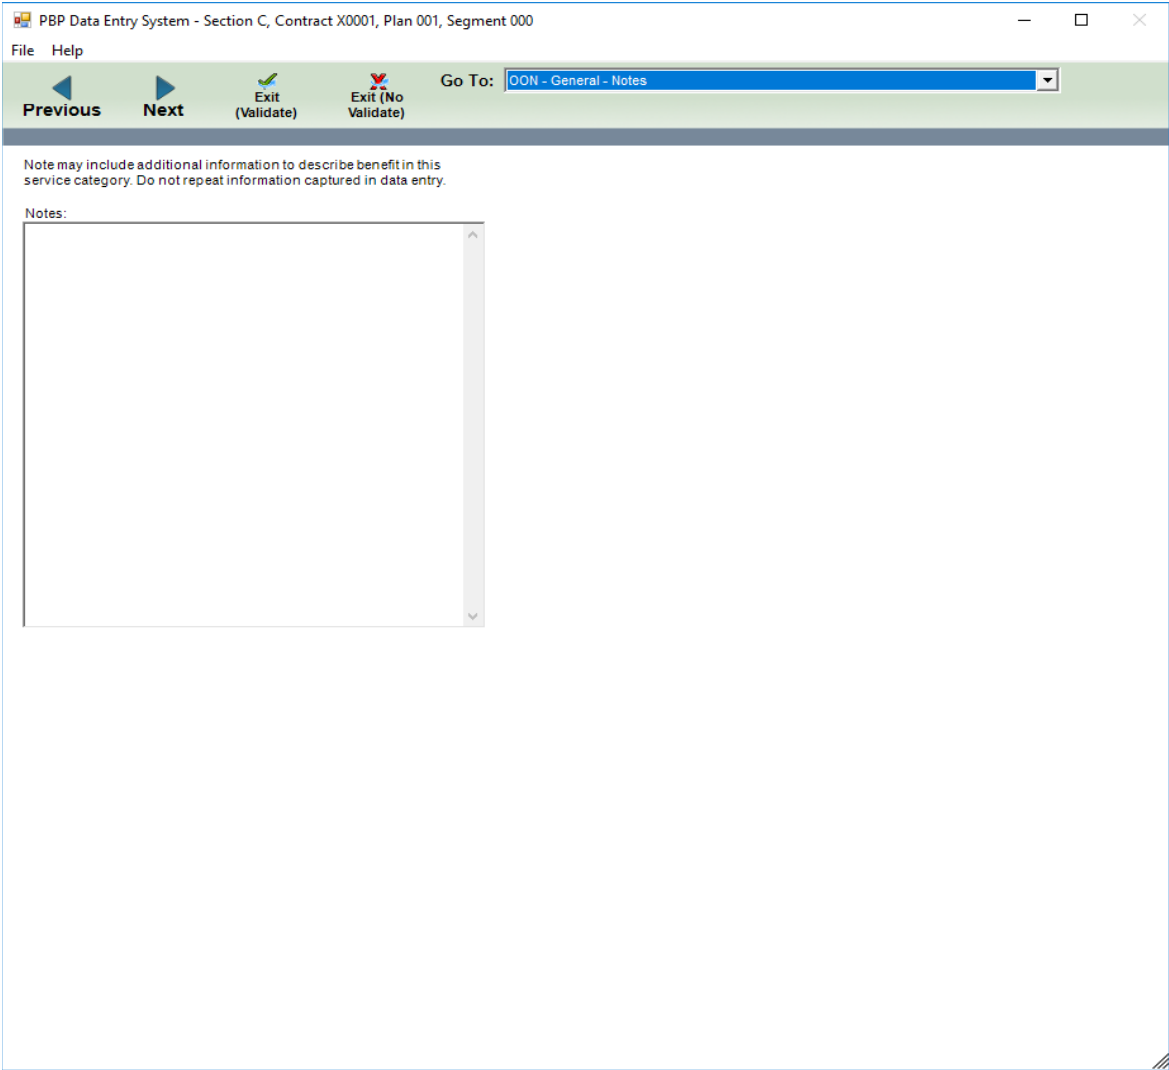 PBP Data Entry System - Section C, Contract X0001, Plan 001, Segment 000
File Help
Previous
Next
Exit
(Validate)
Exit (No
Validate)
Go To:
OON - General - Notes
Note may include additional information to describe benefit in this
service category. Do not repeat information captured in data entry.
Notes: